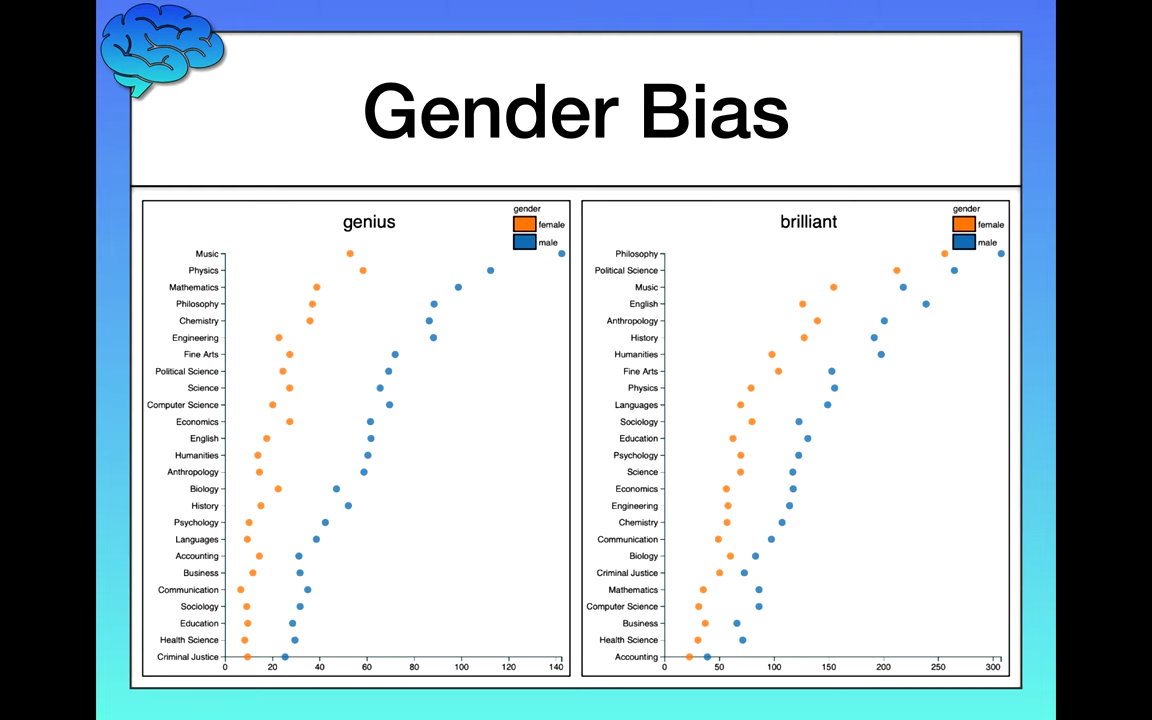 Gender Bias
genius
gender
female
male
Music
Physics
Mathematics
Philosophy
Chemistry
Engineering
Fine Arts
Political Science
Science
Computer Science
Economics
English
Humanities
Anthropology
Biology
History
Psychology
Languages
Accounting
Business
Communication
Sociology
Education
Health Science
Criminal Justice
0 20 40 60 80 100 120 140
brilliant
gender
female
male
Philosophy
Political Science
Music
English
Anthropology
History
Humanities
Fine Arts
Physics
Languages
Sociology
Education
Psychology
Science
Economics
Engineering
Chemistry
Communication
Biology
Criminal Justice
Mathematics
Computer Science
Business
Health Science
Accounting
0 50 100 150 200 250 300